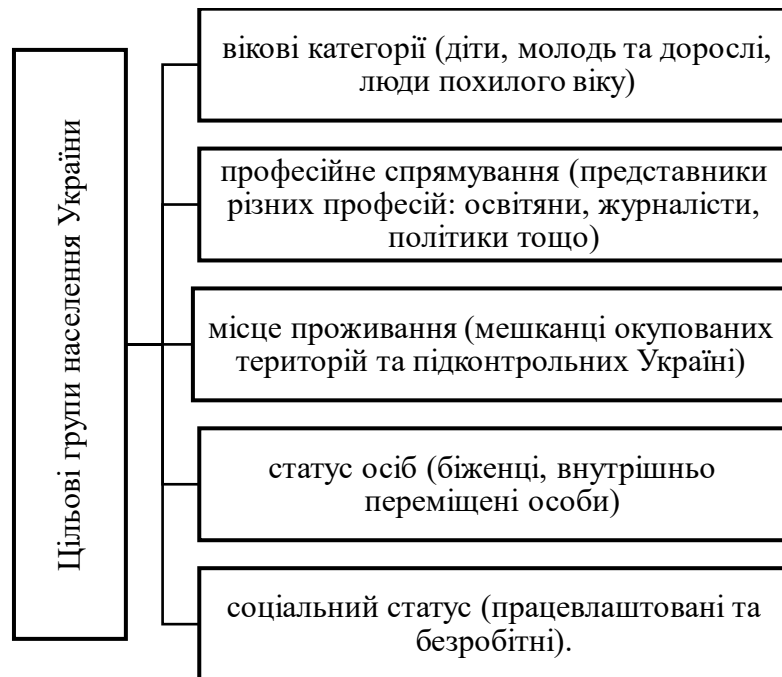 Цільові групи населення України
вікові категорії (діти, молодь та дорослі,
люди похилого віку)
професійне спрямування (представники
різних професій: освітяни, журналісти,
політики тощо)
місце проживання (мешканці окупованих
територій та підконтрольних Україні)
статус осіб (біженці, внутрішньо
переміщені особи)
соціальний статус (працевлаштовані та
безробітні).